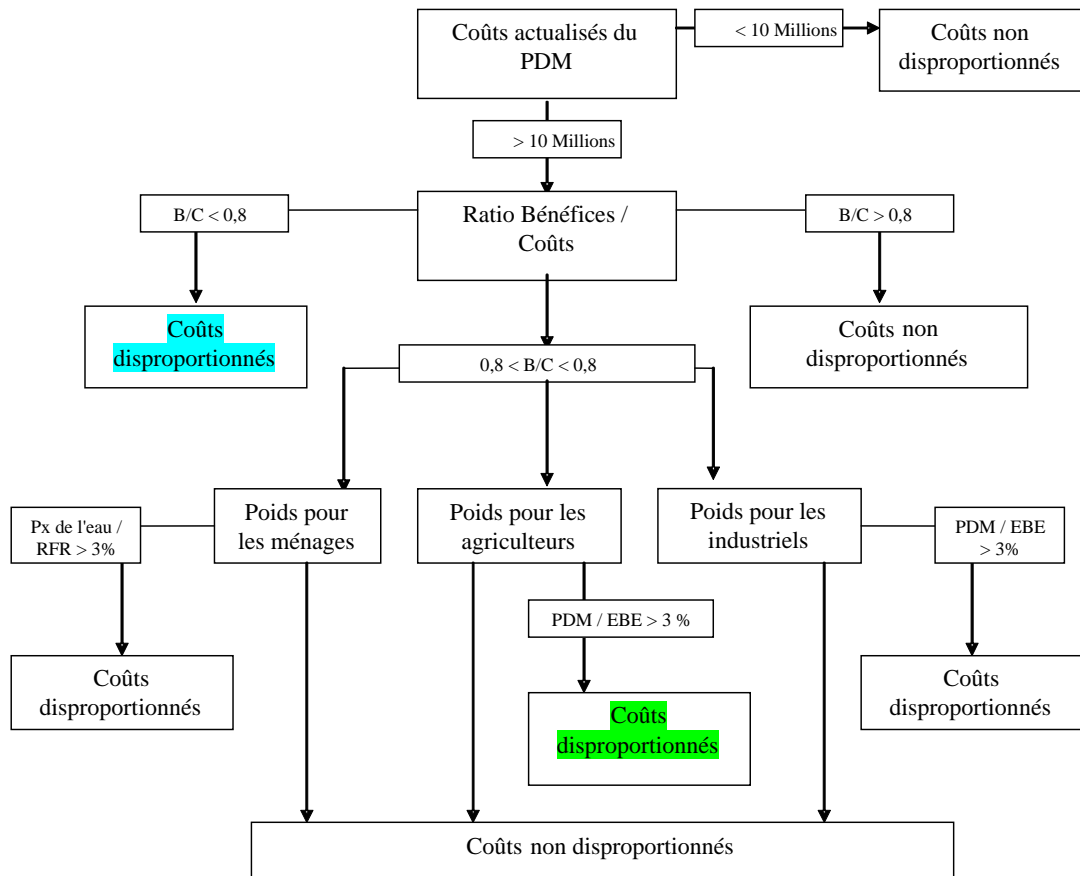 Coûts actualisés du
PDM
< 10 Millions
Coûts non
disproportionnés
> 10 Millions
B/C < 0,8
Ratio Bénéfices /
Coûts
B/C > 0,8
Coûts
disproportionnés
Coûts non
disproportionnés
0,8 < B/C < 0,8
Px de l'eau /
RFR > 3%
Poids pour
les ménages
Poids pour les
agriculteurs
Poids pour les
industriels
PDM / EBE
> 3%
PDM / EBE > 3 %
Coûts
disproportionnés
Coûts
disproportionnés
Coûts
disproportionnés
Coûts non disproportionnés